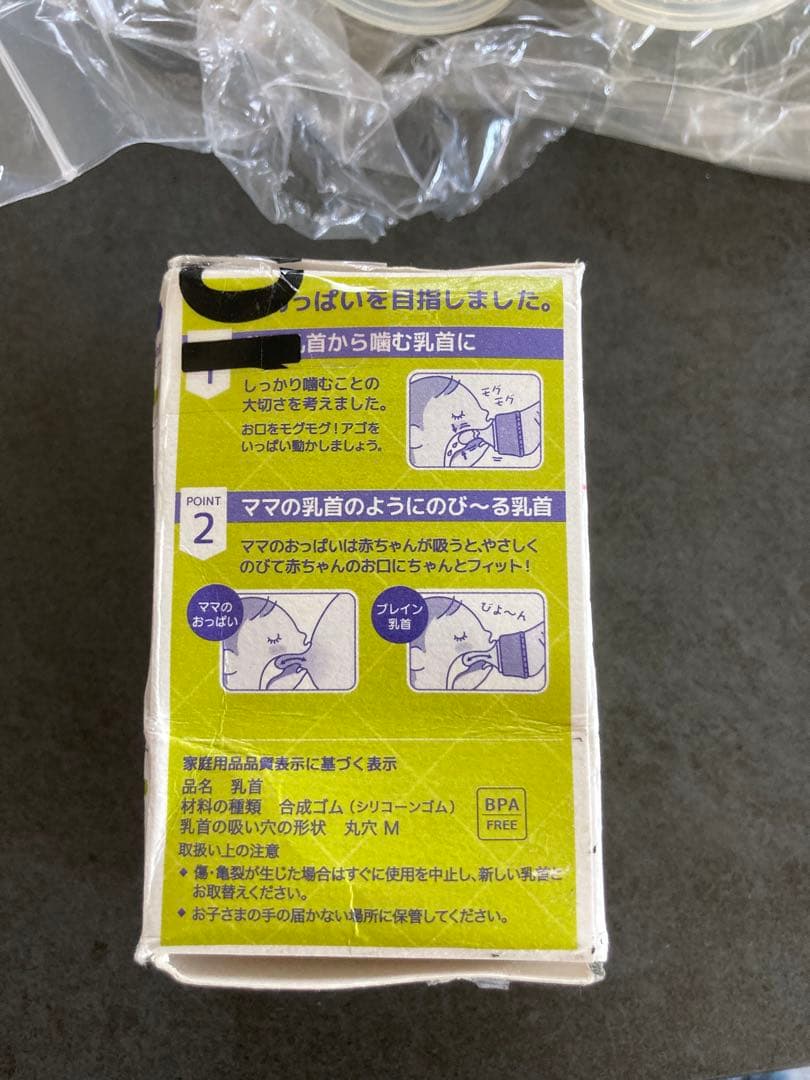 っぱいを目指しました。
首から噛む乳首に
しっかり噛むことの
大切さを考えました。
お口をモグモグ！アゴを
いっぱい動かしましょう。
モグ
モグ
POINT
2
ママの乳首のようにのび〜る乳首
ママのおっぱいは赤ちゃんが吸うと、やさしく
のびて赤ちゃんのお口にちゃんとフィット！
ママの
おっぱい
ブレイン
乳首
びよ〜ん
家庭用品品質表示に基づく表示
品名 乳首
材料の種類 合成ゴム（シリコーンゴム）
乳首の吸い穴の形状 丸穴 M
BPA
FREE
取扱い上の注意
◆ 傷・亀裂が生じた場合はすぐに使用を中止し、新しい乳首と
お取替えください。
◆ お子さまの手の届かない場所に保管してください。